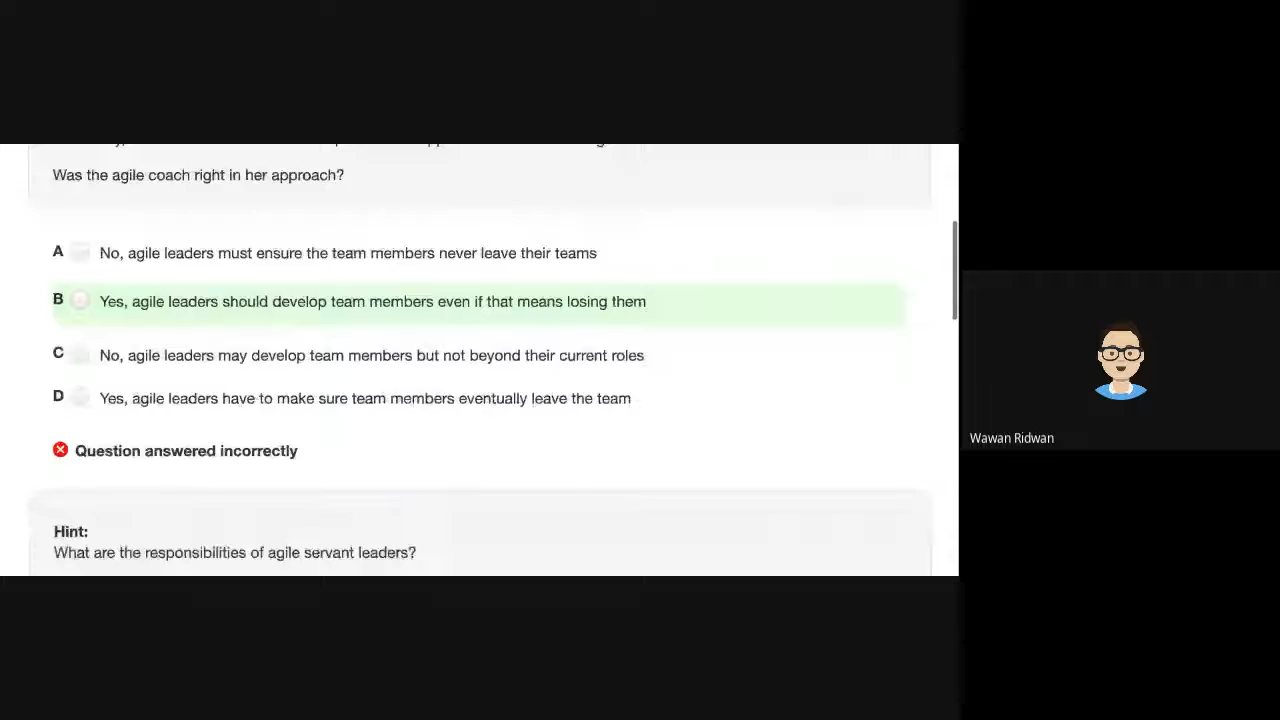 Was the agile coach right in her approach?
A No, agile leaders must ensure the team members never leave their teams
B Yes, agile leaders should develop team members even if that means losing them
C No, agile leaders may develop team members but not beyond their current roles
D Yes, agile leaders have to make sure team members eventually leave the team
Question answered incorrectly
Hint:
What are the responsibilities of agile servant leaders?
Wawan Ridwan